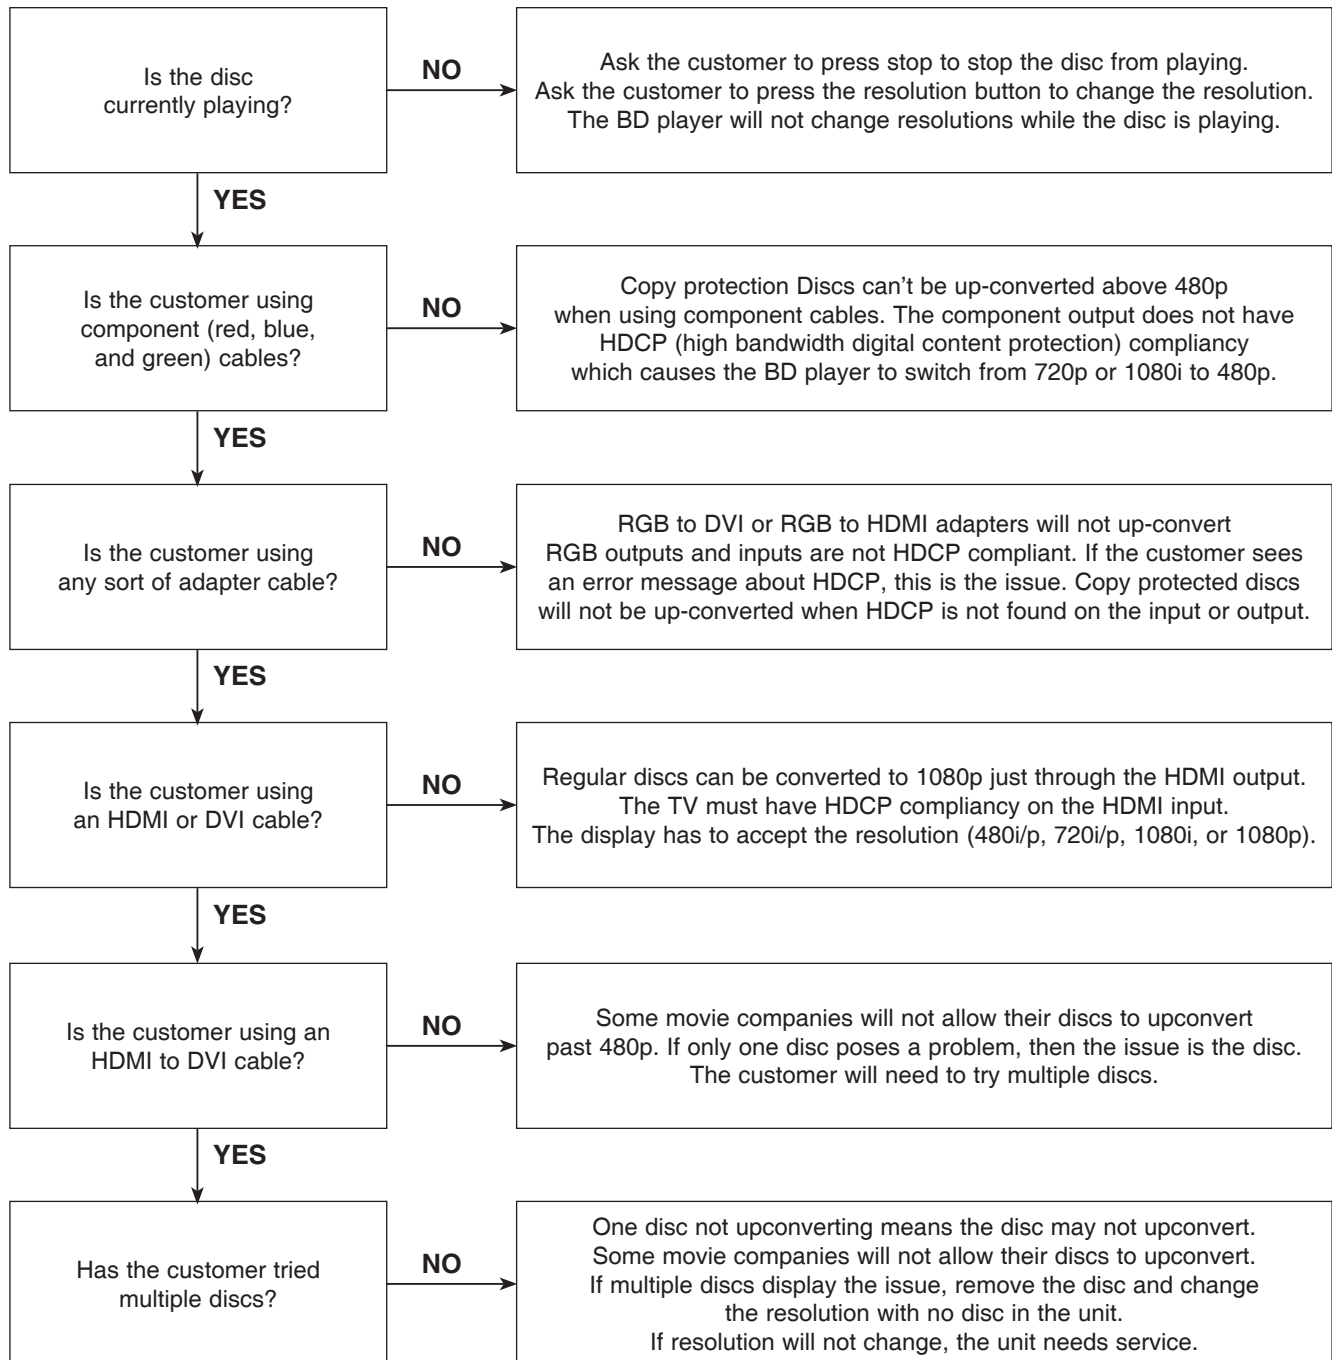 Is the disc
currently playing?
NO
Ask the customer to press stop to stop the disc from playing.
Ask the customer to press the resolution button to change the resolution.
The BD player will not change resolutions while the disc is playing.
YES
Is the customer using
component (red, blue,
and green) cables?
NO
Copy protection Discs can’t be up-converted above 480p
when using component cables. The component output does not have
HDCP (high bandwidth digital content protection) compliancy
which causes the BD player to switch from 720p or 1080i to 480p.
YES
Is the customer using
any sort of adapter cable?
NO
RGB to DVI or RGB to HDMI adapters will not up-convert
RGB outputs and inputs are not HDCP compliant. If the customer sees
an error message about HDCP, this is the issue. Copy protected discs
will not be up-converted when HDCP is not found on the input or output.
YES
Is the customer using
an HDMI or DVI cable?
NO
Regular discs can be converted to 1080p just through the HDMI output.
The TV must have HDCP compliancy on the HDMI input.
The display has to accept the resolution (480i/p, 720i/p, 1080i, or 1080p).
YES
Is the customer using an
HDMI to DVI cable?
NO
Some movie companies will not allow their discs to upconvert
past 480p. If only one disc poses a problem, then the issue is the disc.
The customer will need to try multiple discs.
YES
Has the customer tried
multiple discs?
NO
One disc not upconverting means the disc may not upconvert.
Some movie companies will not allow their discs to upconvert.
If multiple discs display the issue, remove the disc and change
the resolution with no disc in the unit.
If resolution will not change, the unit needs service.